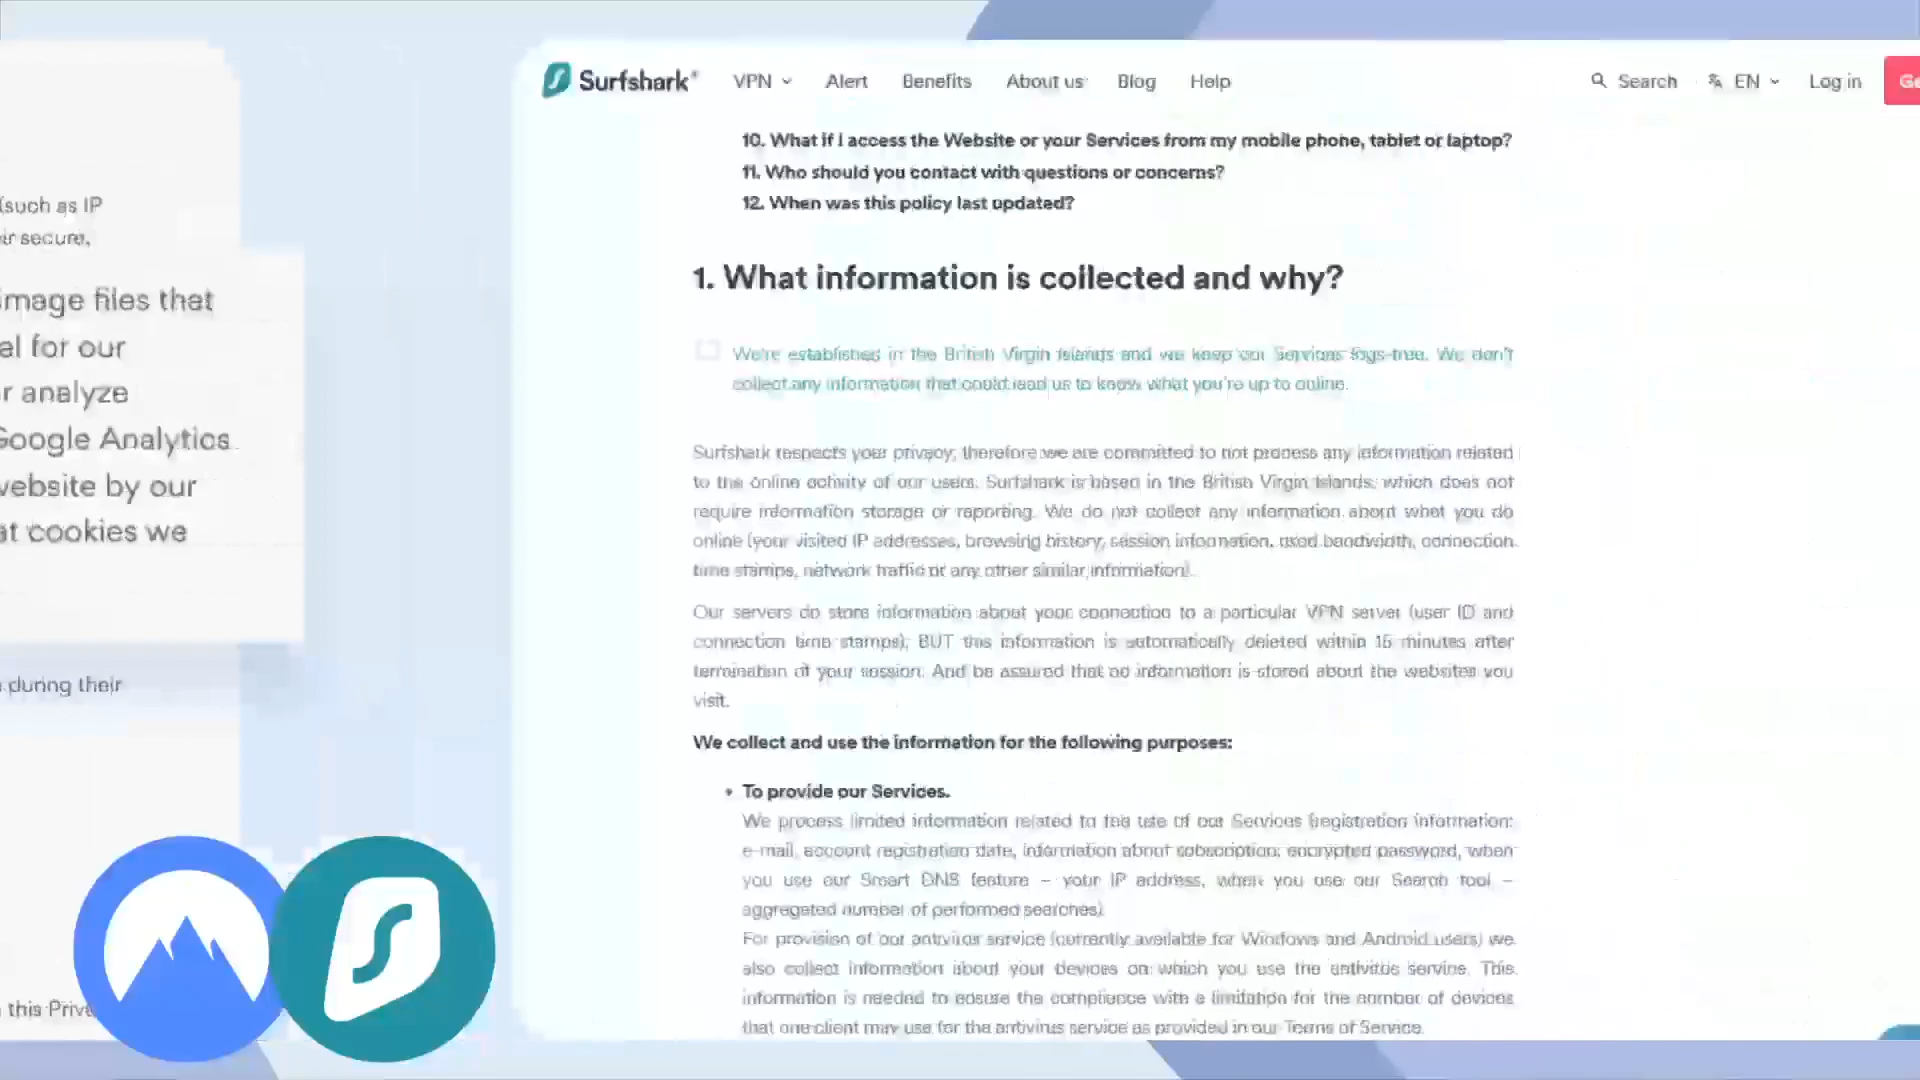 (such as IP
ir secure,
image files that
al for our
r analyze
Google Analytics
website by our
at cookies we
during their
this Priv
Surfshark®
VPN
Alert
Benefits
About us
Blog
Help
Search
EN
Log in
Ge
10. What if I access the Website or your Services from my mobile phone, tablet or laptop?
11. Who should you contact with questions or concerns?
12. When was this policy last updated?
1. What information is collected and why?
We're established in the British Virgin Islands and we keep our Services logs-free. We don't
collect any information that could lead us to know what you're up to online.
Surfshark respects your privacy, therefore we are committed to not process any information related
to the online activity of our users. Surfshark is based in the British Virgin Islands, which does not
require information storage or reporting. We do not collect any information about what you do
online (your visited IP addresses, browsing history, session information, used bandwidth, connection
time stamps, network traffic or any other similar information).
Our servers do store information about your connection to a particular VPN server (user ID and
connection time stamps), BUT this information is automatically deleted within 15 minutes after
termination of your session. And be assured that no information is stored about the websites you
visit.
We collect and use the information for the following purposes:
• To provide our Services.
We process limited information related to the use of our Services (registration information:
e-mail, account registration date, information about subscription, encrypted password, when
you use our Smart DNS feature – your IP address, when you use our Search tool –
aggregated number of performed searches).
For provision of our antivirus service (currently available for Windows and Android users) we
also collect information about your devices on which you use the antivirus service. This
information is needed to ensure the compliance with a limitation for the number of devices
that one client may use for the antivirus service as provided in our Terms of Service.